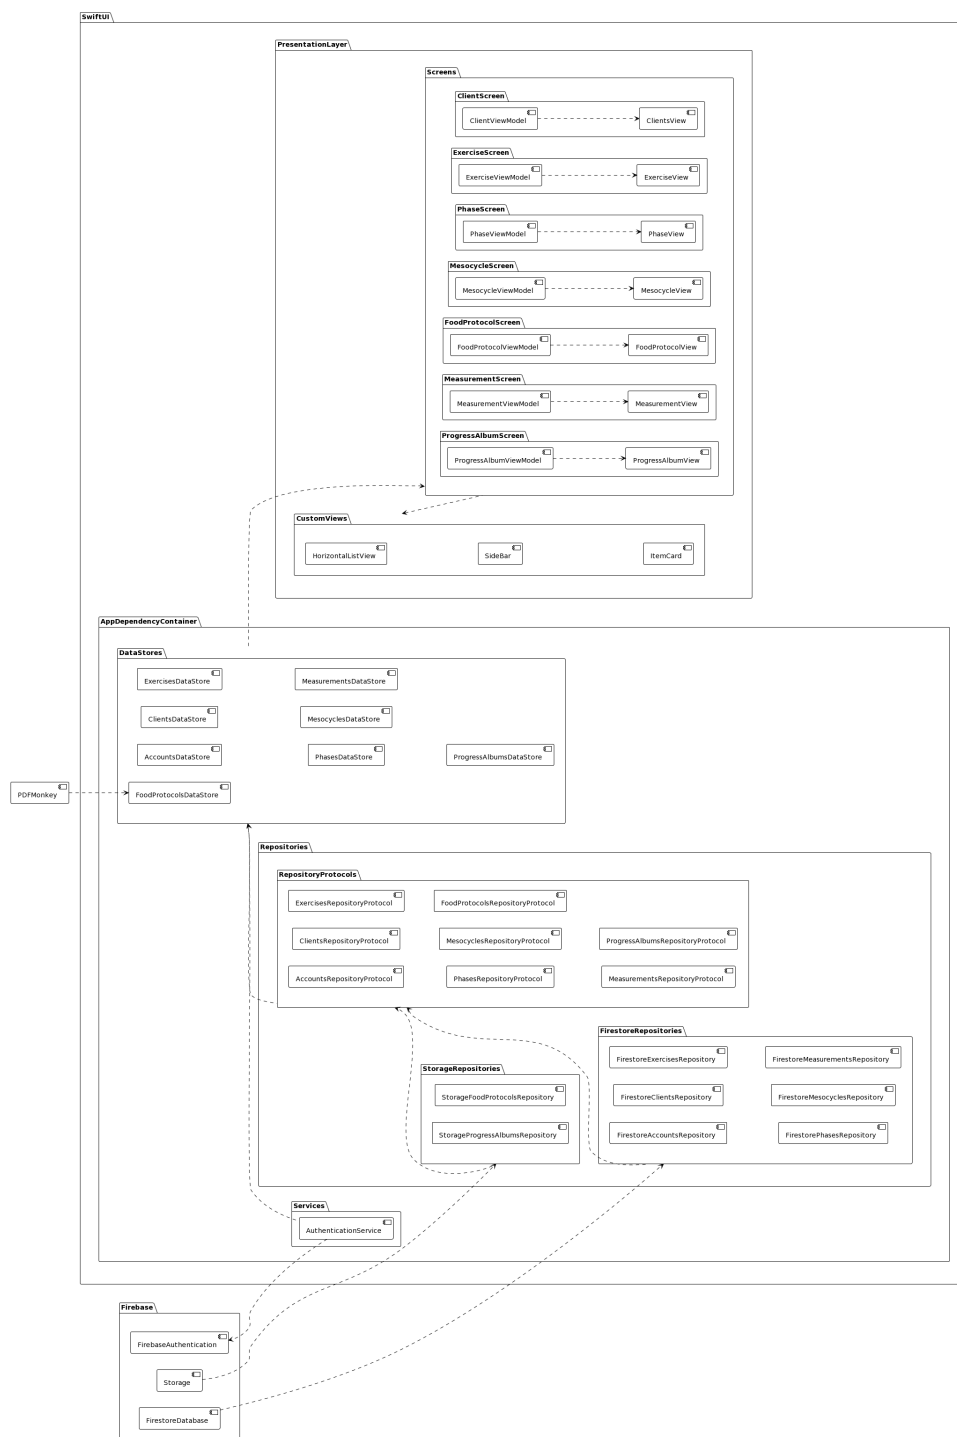 SwiftUI
PresentationLayer
Screens
ClientScreen
ClientViewModel
ClientsView
ExerciseScreen
ExerciseViewModel
ExerciseView
PhaseScreen
PhaseViewModel
PhaseView
MesocycleScreen
MesocycleViewModel
MesocycleView
FoodProtocolScreen
FoodProtocolViewModel
FoodProtocolView
MeasurementScreen
MeasurementViewModel
MeasurementView
ProgressAlbumScreen
ProgressAlbumViewModel
ProgressAlbumView
CustomViews
HorizontalListView
SideBar
ItemCard
AppDependencyContainer
DataStores
ExercisesDataStore
MeasurementsDataStore
ClientsDataStore
MesocyclesDataStore
AccountsDataStore
PhasesDataStore
ProgressAlbumsDataStore
PDFMonkey
FoodProtocolsDataStore
Repositories
RepositoryProtocols
ExercisesRepositoryProtocol
FoodProtocolsRepositoryProtocol
ClientsRepositoryProtocol
MesocyclesRepositoryProtocol
ProgressAlbumsRepositoryProtocol
AccountsRepositoryProtocol
PhasesRepositoryProtocol
MeasurementsRepositoryProtocol
FirestoreRepositories
FirestoreExercisesRepository
FirestoreMeasurementsRepository
FirestoreClientsRepository
FirestoreMesocyclesRepository
FirestoreAccountsRepository
FirestorePhasesRepository
StorageRepositories
StorageFoodProtocolsRepository
StorageProgressAlbumsRepository
Services
AuthenticationService
Firebase
FirebaseAuthentication
Storage
FirestoreDatabase